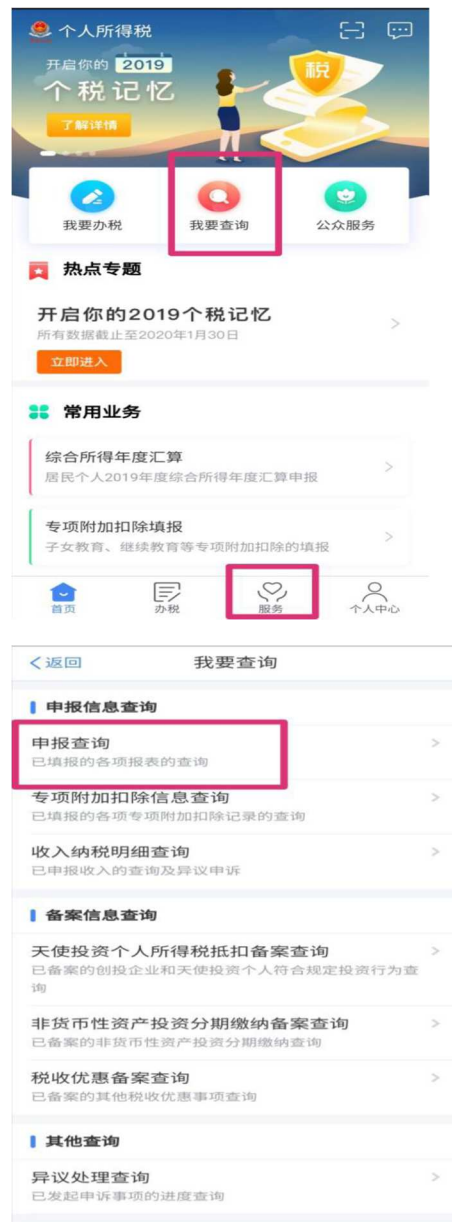 个人所得税
开启你的 2019
个税记忆
了解详情
税
我要办税 我要查询 公众服务
热点专题
开启你的2019个税记忆
所有数据截止至2020年1月30日
立即进入
常用业务
综合所得年度汇算
居民个人2019年度综合所得年度汇算申报
专项附加扣除填报
子女教育、继续教育等专项附加扣除的填报
首页 办税 服务 个人中心
返回 我要查询
申报信息查询
申报查询
已填报的各项报表的查询
专项附加扣除信息查询
已填报的各项专项附加扣除记录的查询
收入纳税明细查询
已申报收入的查询及异议申诉
备案信息查询
天使投资个人所得税抵扣备案查询
已备案的创投企业和天使投资个人符合规定投资行为查
询
非货币性资产投资分期缴纳备案查询
已备案的非货币性资产投资分期缴纳查询
税收优惠备案查询
已备案的其他税收优惠事项查询
其他查询
异议处理查询
已发起申诉事项的进度查询